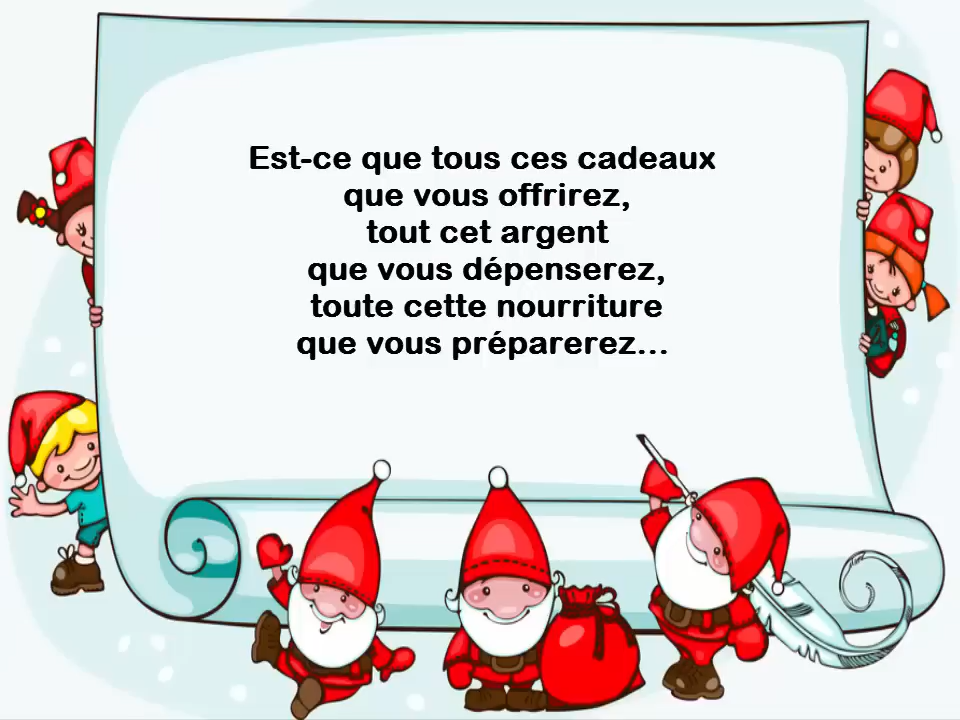 Est-ce que tous ces cadeaux
que vous offrirez,
tout cet argent
que vous dépenserez,
toute cette nourriture
que vous préparerez...